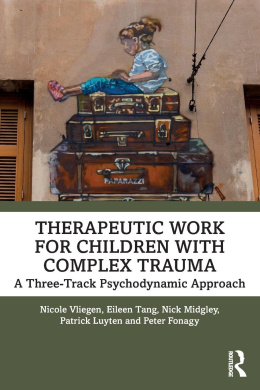 PAPARAZZI
THERAPEUTIC WORK
FOR CHILDREN WITH
COMPLEX TRAUMA
A Three-Track Psychodynamic Approach
Nicole Vliegen, Eileen Tang, Nick Midgley,
Patrick Luyten and Peter Fonagy
ROUTLEDGE